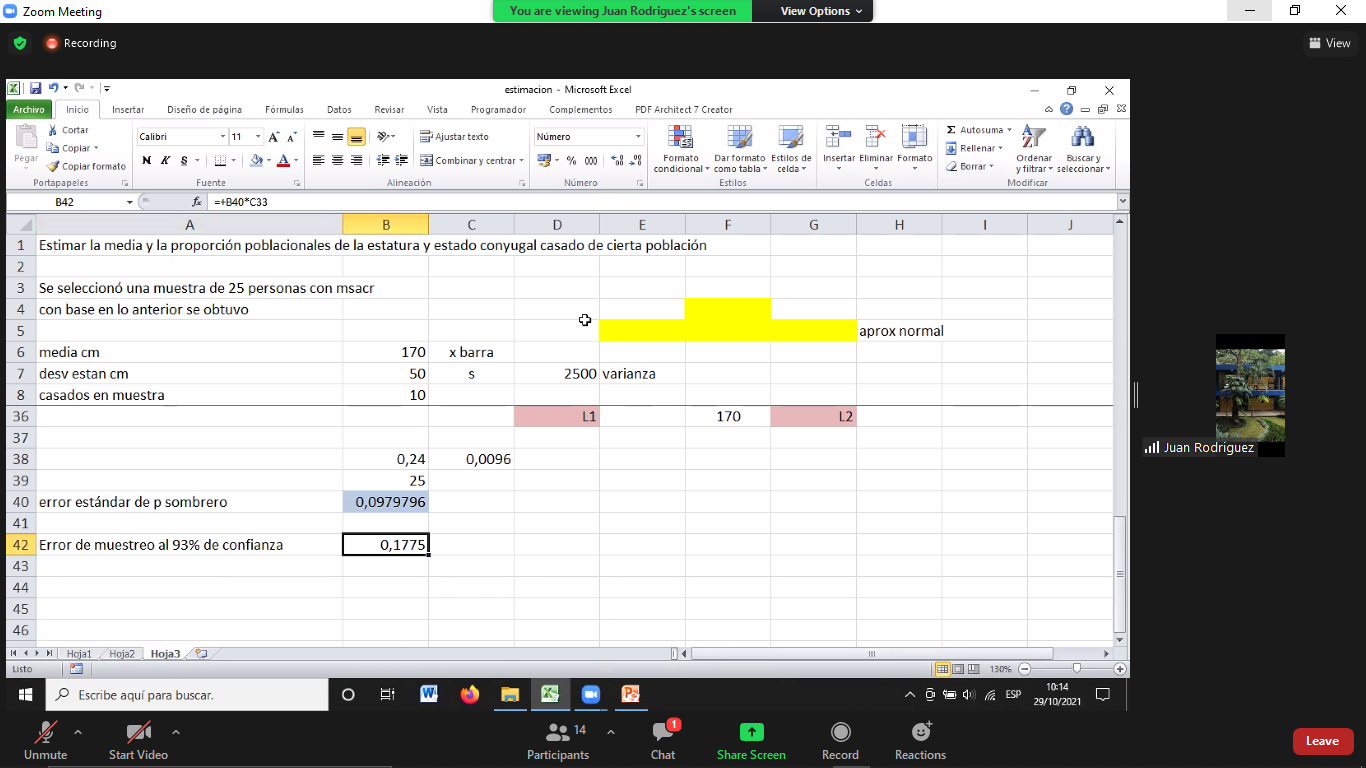 Zoom Meeting
You are viewing Juan Rodriguez's screen
View Options
Recording
View
estimacion - Microsoft Excel
Archivo Inicio Insertar Diseño de página Fórmulas Datos Revisar Vista Programador Complementos PDF Architect 7 Creator
Pegar
Cortar
Copiar
Copiar formato
Portapapeles
Calibri 11
N K S
Fuente
Ajustar texto
Combinar y centrar
Alineación
Número
% 000
Número
Formato condicional
Dar formato como tabla
Estilos de celda
Estilos
Insertar Eliminar Formato
Celdas
Autosuma
Rellenar
Borrar
Ordenar y filtrar
Buscar y seleccionar
Modificar
B42 fx =+B40*C33
A B C D E F G H I J
1 Estimar la media y la proporción poblacionales de la estatura y estado conyugal casado de cierta población
2
3 Se seleccionó una muestra de 25 personas con msacr
4 con base en lo anterior se obtuvo
5 aprox normal
6 media cm 170 x barra
7 desv estan cm 50 s 2500 varianza
8 casados en muestra 10
36 L1 170 L2
37
38 0,24 0,0096
39 25
40 error estándar de p sombrero 0,0979796
41
42 Error de muestreo al 93% de confianza 0,1775
43
44
45
46
Hoja1 Hoja2 Hoja3
Listo 130%
Juan Rodriguez
Escribe aquí para buscar.
ESP
10:14
29/10/2021
Unmute
Start Video
Participants 14
Chat 1
Share Screen
Record
Reactions
Leave